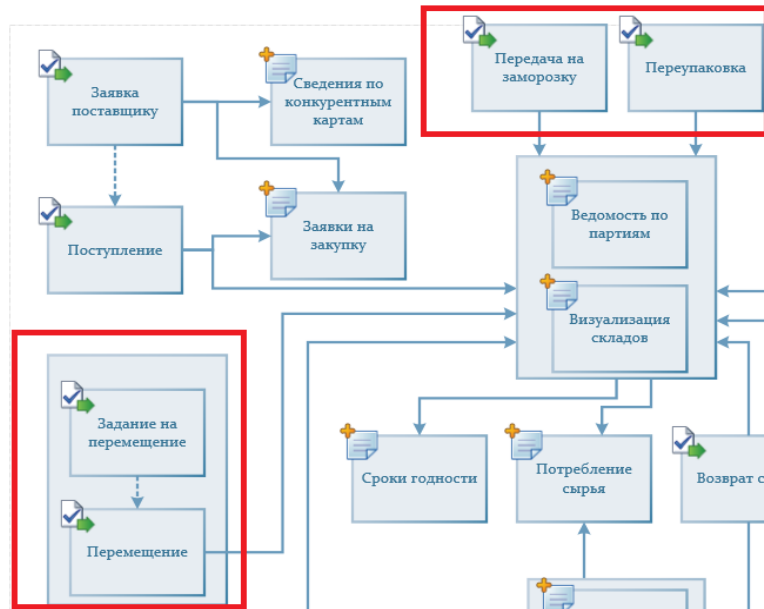 Заявка
поставщику
Сведения по
конкурентным
картам
Передача на
заморозку
Переупаковка
Поступление
Заявки на
закупку
Ведомость по
партиям
Визуализация
складов
Задание на
перемещение
Перемещение
Сроки годности
Потребление
сырья
Возврат с